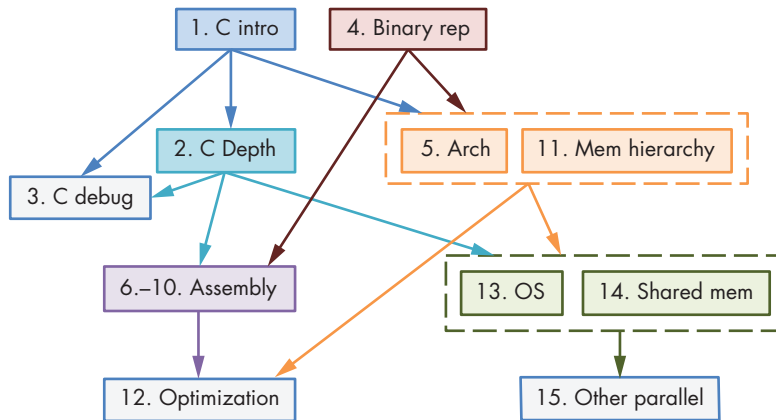 1. C intro
4. Binary rep
2. C Depth
5. Arch
11. Mem hierarchy
3. C debug
6.–10. Assembly
13. OS
14. Shared mem
12. Optimization
15. Other parallel